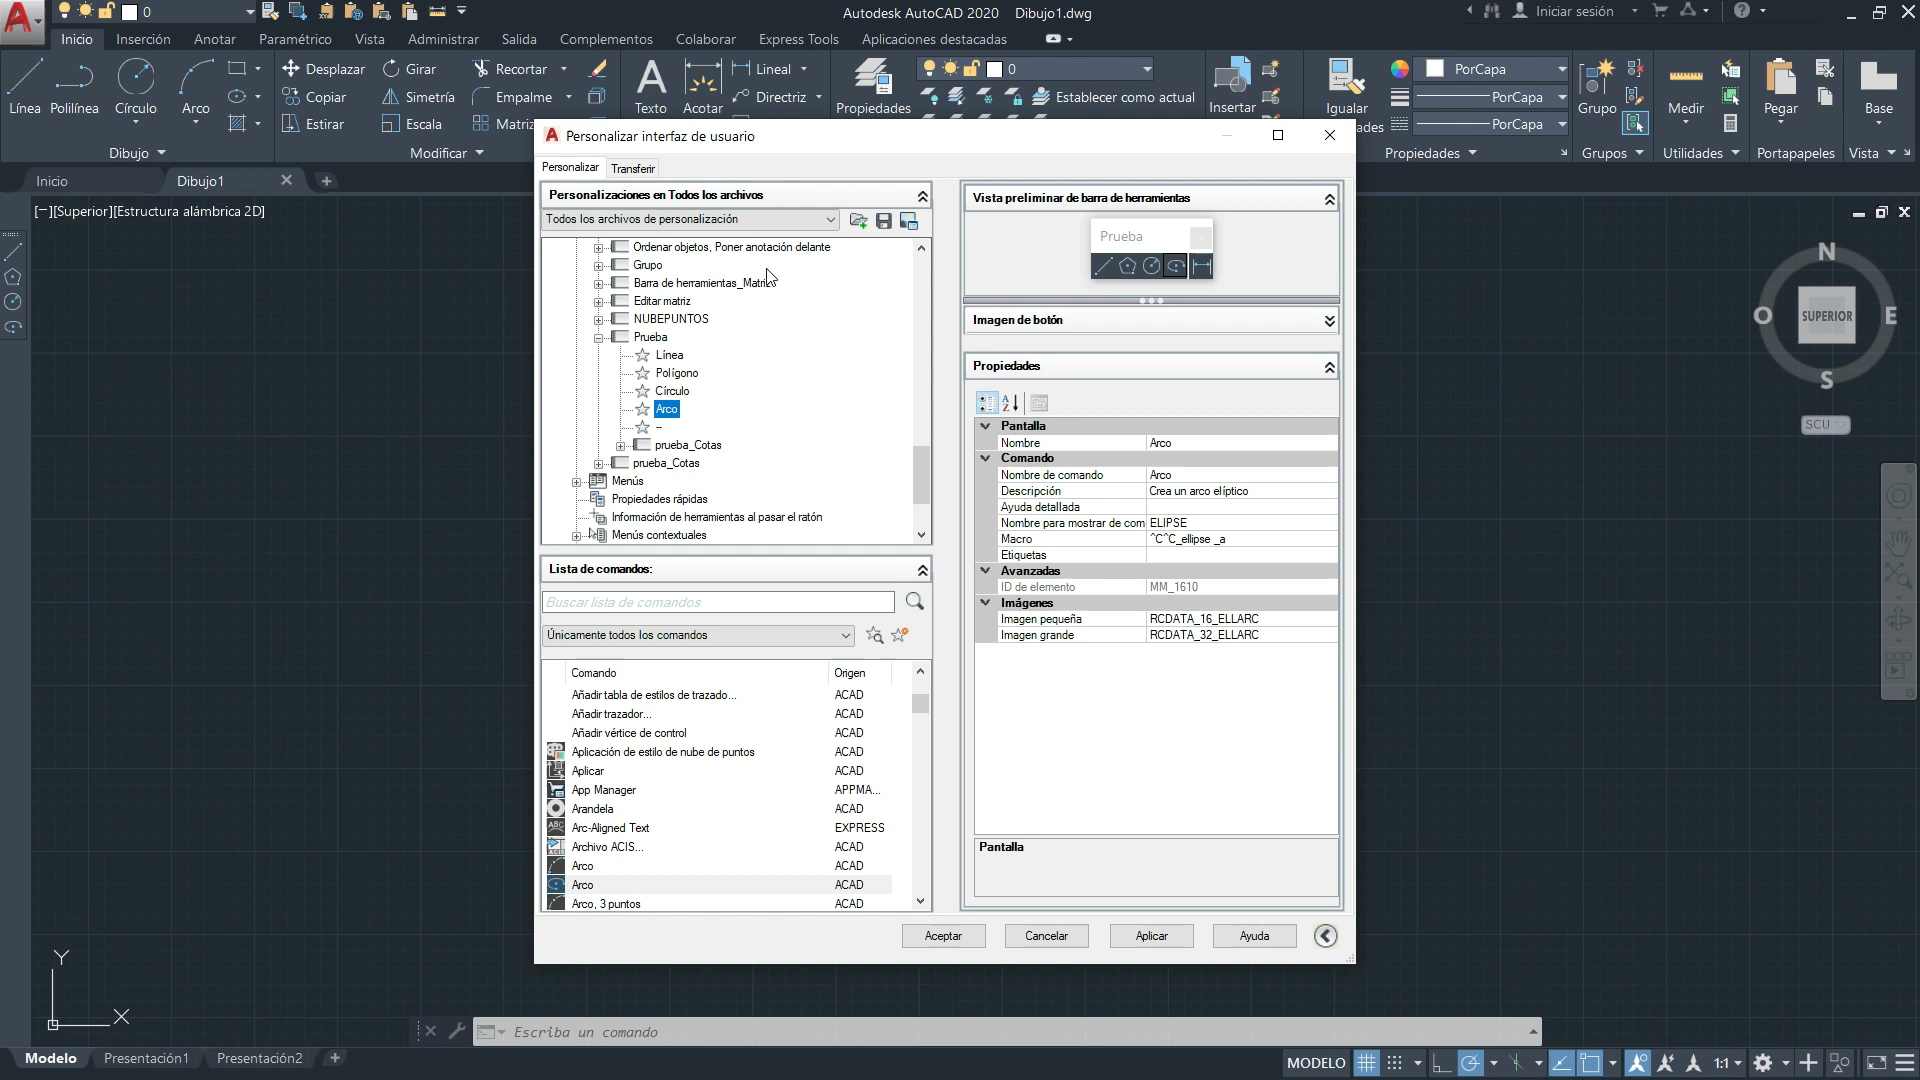 0
Autodesk AutoCAD 2020 Dibujo1.dwg
Iniciar sesión
Inicio Inserción Anotar Paramétrico Vista Administrar Salida Complementos Colaborar Express Tools Aplicaciones destacadas
Línea Polilínea Círculo Arco
Desplazar Girar Recortar
Copiar Simetría Empalme
Estirar Escala
Texto Acotar
Lineal
Directriz
Propiedades
0
Establecer como actual
Insertar
Igualar
PorCapa
PorCapa
PorCapa
Grupo
Medir
Pegar
Base
Dibujo Modificar Propiedades Grupos Utilidades Portapapeles Vista
Inicio Dibujo1
[−][Superior][Estructura alámbrica 2D]
Personalizar interfaz de usuario
Personalizar Transferir
Personalizaciones en Todos los archivos
Todos los archivos de personalización
Ordenar objetos, Poner anotación delante
Grupo
Editar matriz
NUBEPUNTOS
Prueba
Línea
Polígono
Círculo
Arco
--
prueba_Cotas
prueba_Cotas
Menús
Propiedades rápidas
Información de herramientas al pasar el ratón
Menús contextuales
Lista de comandos:
Buscar lista de comandos
Únicamente todos los comandos
Comando Origen
Añadir tabla de estilos de trazado... ACAD
Añadir trazador... ACAD
Añadir vértice de control ACAD
Aplicación de estilo de nube de puntos ACAD
Aplicar ACAD
App Manager APPMA...
Arandela ACAD
Arc-Aligned Text EXPRESS
Archivo ACIS... ACAD
Arco ACAD
Arco ACAD
Arco, 3 puntos ACAD
Vista preliminar de barra de herramientas
Prueba
Imagen de botón
Propiedades
Pantalla
Nombre Arco
Comando
Nombre de comando Arco
Descripción Crea un arco elíptico
Ayuda detallada
Nombre para mostrar de com ELIPSE
Macro ^C^C_ellipse _a
Etiquetas
Avanzadas
ID de elemento MM_1610
Imágenes
Imagen pequeña RCDATA_16_ELLARC
Imagen grande RCDATA_32_ELLARC
Pantalla
Aceptar Cancelar Aplicar Ayuda
N
O SUPERIOR E
S
SCU
Y
X
Escriba un comando
Modelo Presentación1 Presentación2
MODELO 1:1